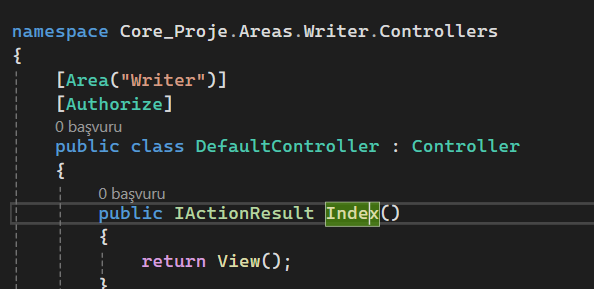 namespace Core_Proje.Areas.Writer.Controllers
{
[Area("Writer")]
[Authorize]
0 başvuru
public class DefaultController : Controller
{
0 başvuru
public IActionResult Index()
{
return View();
}